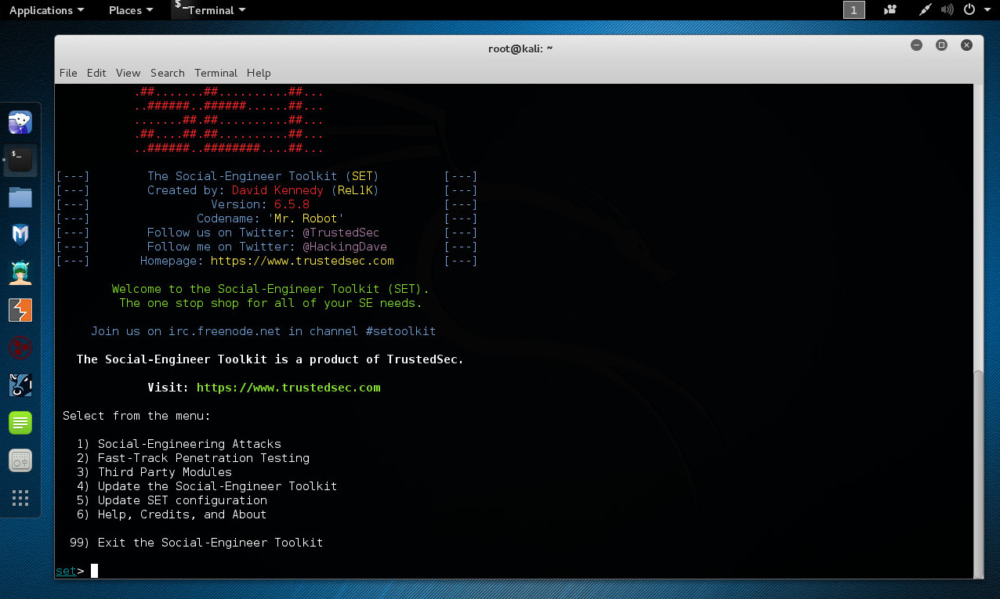 Applications Places $_ Terminal 1
root@kali: ~
File Edit View Search Terminal Help
.##.......##..........##...
..######..######......##...
.......##.##..........##...
.##....##.##..........##...
..######..########....##...
[---] The Social-Engineer Toolkit (SET) [---]
[---] Created by: David Kennedy (ReL1K) [---]
[---] Version: 6.5.8 [---]
[---] Codename: 'Mr. Robot' [---]
[---] Follow us on Twitter: @TrustedSec [---]
[---] Follow me on Twitter: @HackingDave [---]
[---] Homepage: https://www.trustedsec.com [---]
Welcome to the Social-Engineer Toolkit (SET).
The one stop shop for all of your SE needs.
Join us on irc.freenode.net in channel #setoolkit
The Social-Engineer Toolkit is a product of TrustedSec.
Visit: https://www.trustedsec.com
Select from the menu:
1) Social-Engineering Attacks
2) Fast-Track Penetration Testing
3) Third Party Modules
4) Update the Social-Engineer Toolkit
5) Update SET configuration
6) Help, Credits, and About
99) Exit the Social-Engineer Toolkit
set>